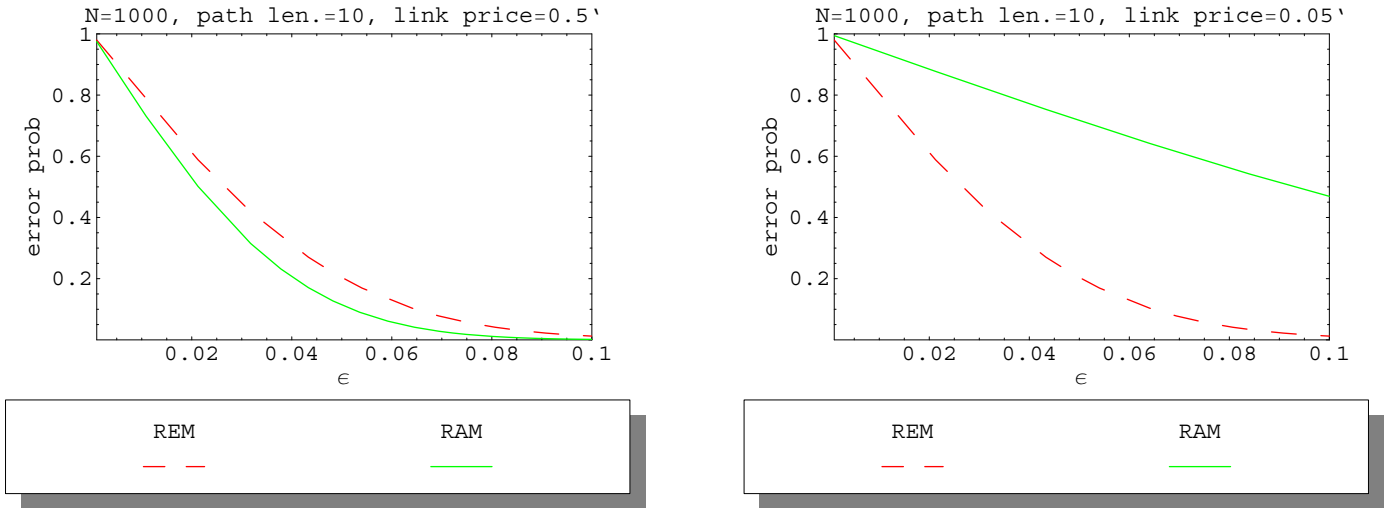 N=1000, path len.=10, link price=0.5‘
error prob
1
0.8
0.6
0.4
0.2
0.02 0.04 0.06 0.08 0.1
ϵ
REM RAM
N=1000, path len.=10, link price=0.05‘
error prob
1
0.8
0.6
0.4
0.2
0.02 0.04 0.06 0.08 0.1
ϵ
REM RAM